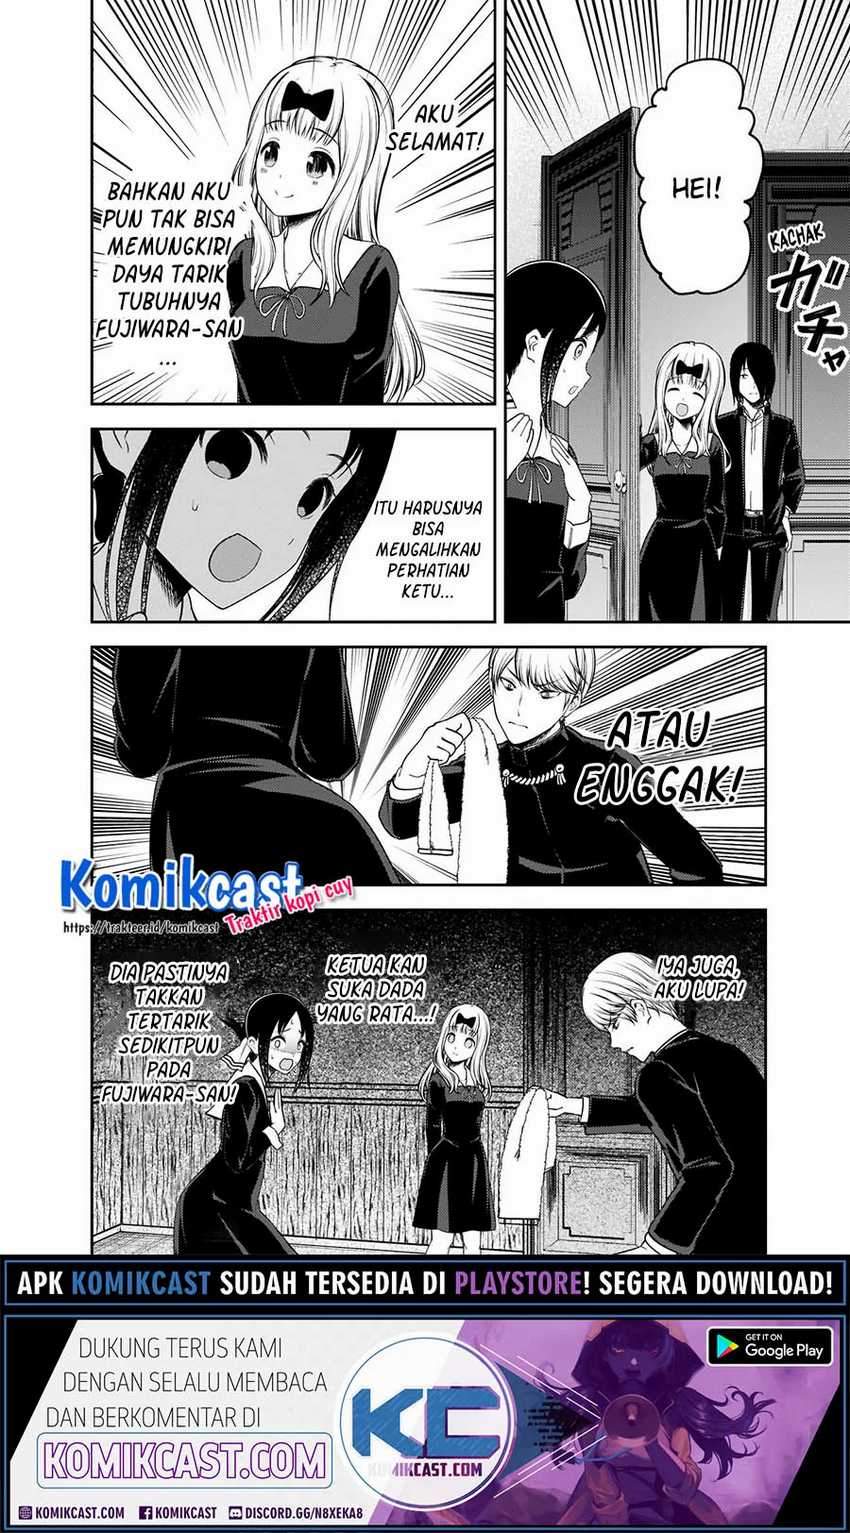 HEI!
KACHAK
ガチャ
AKU
SELAMAT!
BAHKAN AKU
PUN TAK BISA
MEMUNGKIRI
DAYA TARIK
TUBUHNYA
FUJIWARA-SAN
...
ITU HARUSNYA
BISA
MENGALIHKAN
PERHATIAN
KETU...
ATAU
ENGGAK!
Komikcast
Traktir kopi cuy
https://trakteer.id/komikcast
IYA JUGA,
AKU LUPA!
KETUA KAN
SUKA DADA
YANG RATA...!
DIA PASTINYA
TAKKAN
TERTARIK
SEDIKITPUN
PADA
FUJIWARA-SAN!
APK KOMIKCAST SUDAH TERSEDIA DI PLAYSTORE! SEGERA DOWNLOAD!
DUKUNG TERUS KAMI
DENGAN SELALU MEMBACA
DAN BERKOMENTAR DI
KOMIKCAST.COM
KC
KOMIKCAST.COM
GET IT ON
Google Play
KOMIKCAST.COM
KOMIKCAST
DISCORD.GG/N8XEKA8